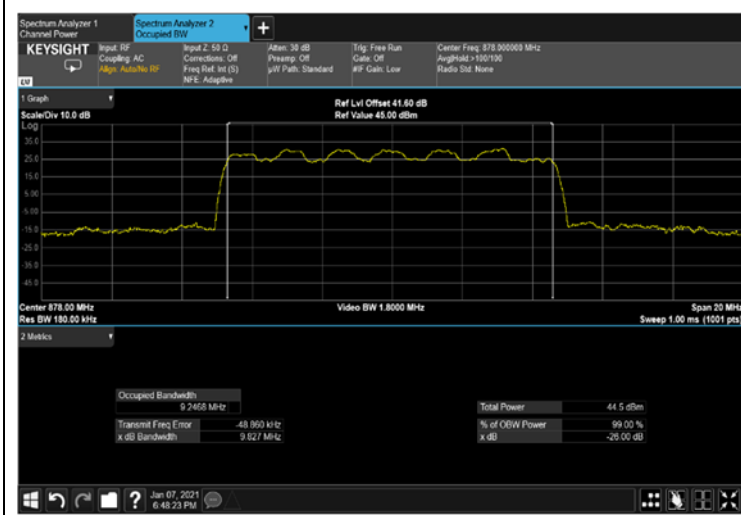 Spectrum Analyzer 1
Channel Power
Spectrum Analyzer 2
Occupied BW
+
KEYSIGHT
Input: RF
Coupling: AC
Align: Auto/No RF
Input Z: 50 Ω
Corrections: Off
Freq Ref: Int (S)
NFE: Adaptive
Atten: 30 dB
Preamp: Off
µW Path: Standard
Trig: Free Run
Gate: Off
#IF Gain: Low
Center Freq: 878.000000 MHz
Avg|Hold:>100/100
Radio Std: None
1 Graph
Scale/Div 10.0 dB
Ref Lvl Offset 41.60 dB
Ref Value 45.00 dBm
Log
35.0
25.0
15.0
5.00
-5.00
-15.0
-25.0
-35.0
-45.0
Center 878.00 MHz
Res BW 180.00 kHz
Video BW 1.8000 MHz
Span 20 MHz
Sweep 1.00 ms (1001 pts)
2 Metrics
Occupied Bandwidth
9.2468 MHz
Transmit Freq Error -48.860 kHz
x dB Bandwidth 9.827 MHz
Total Power 44.5 dBm
% of OBW Power 99.00 %
x dB -26.00 dB
?
Jan 07, 2021
6:48:23 PM